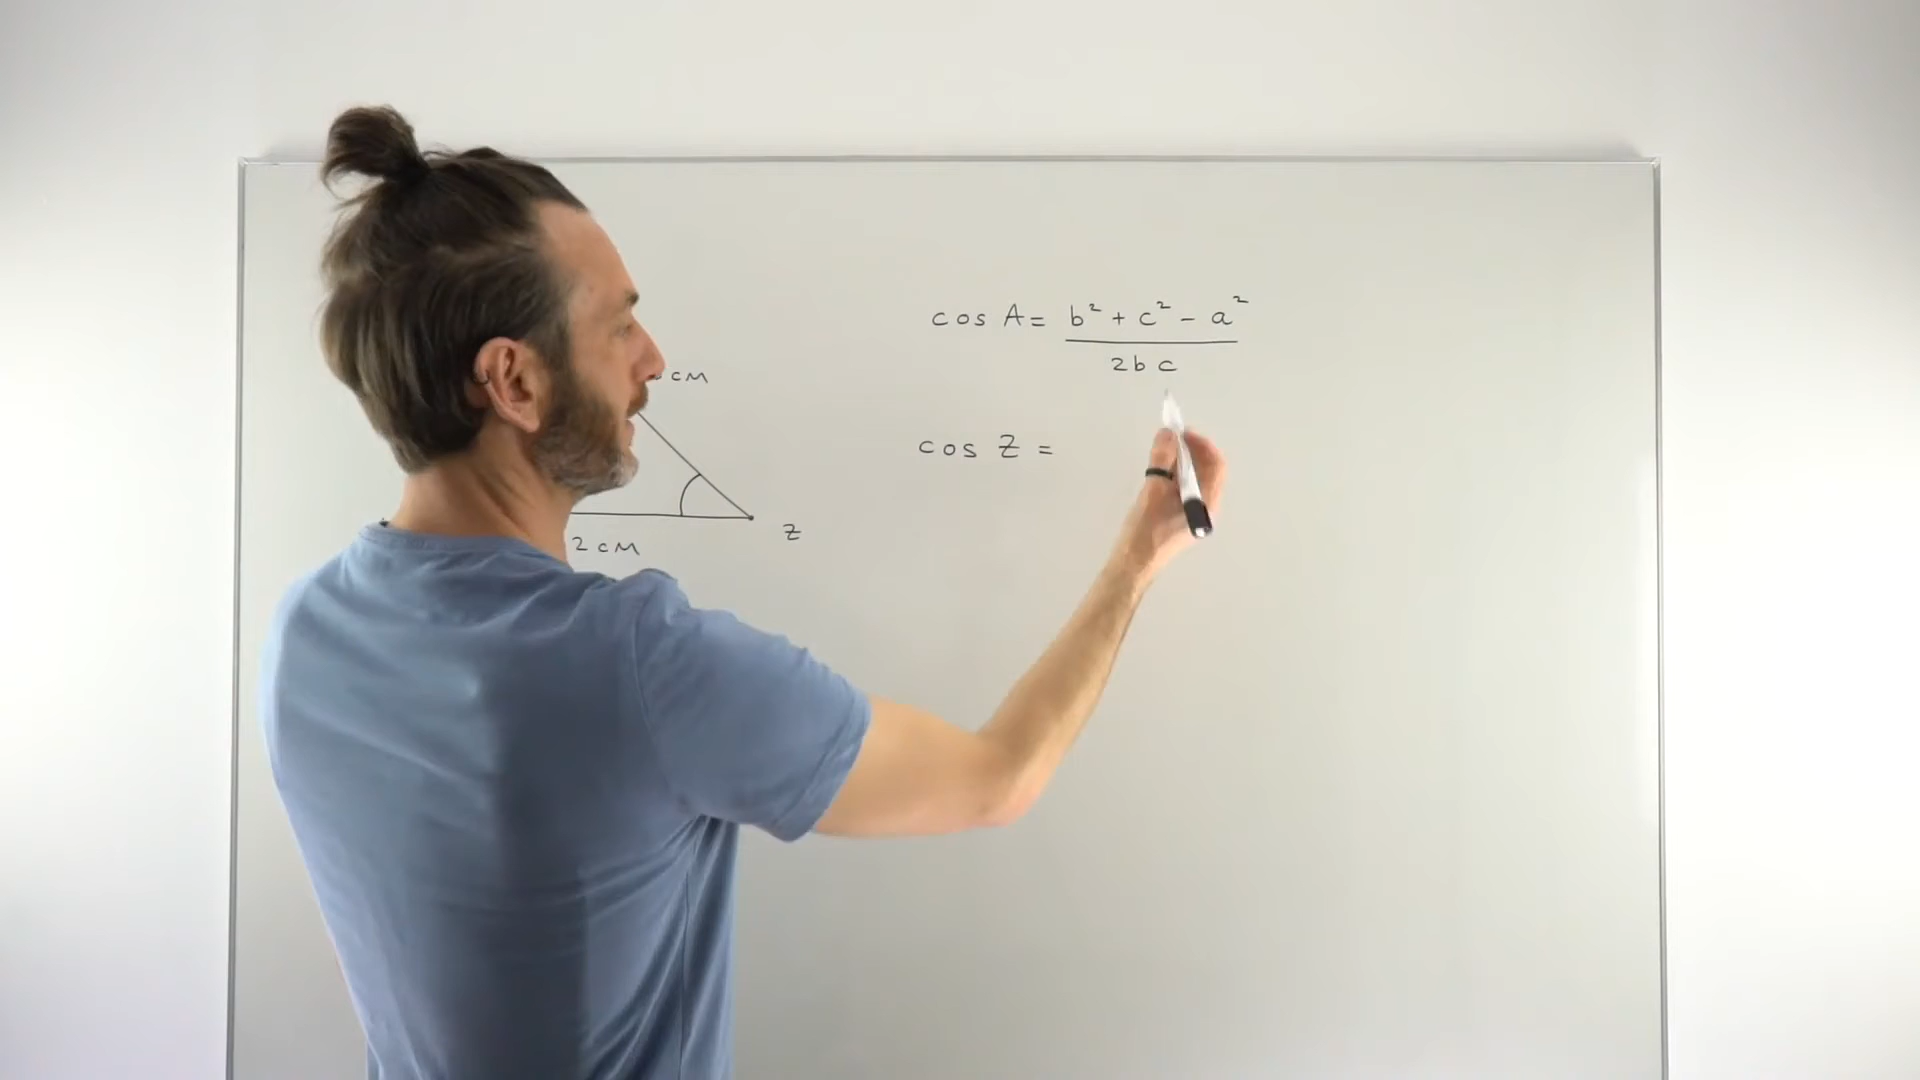 cos A = b² + c² - a²
2bc
cm
cos Z =
Z
2 cm